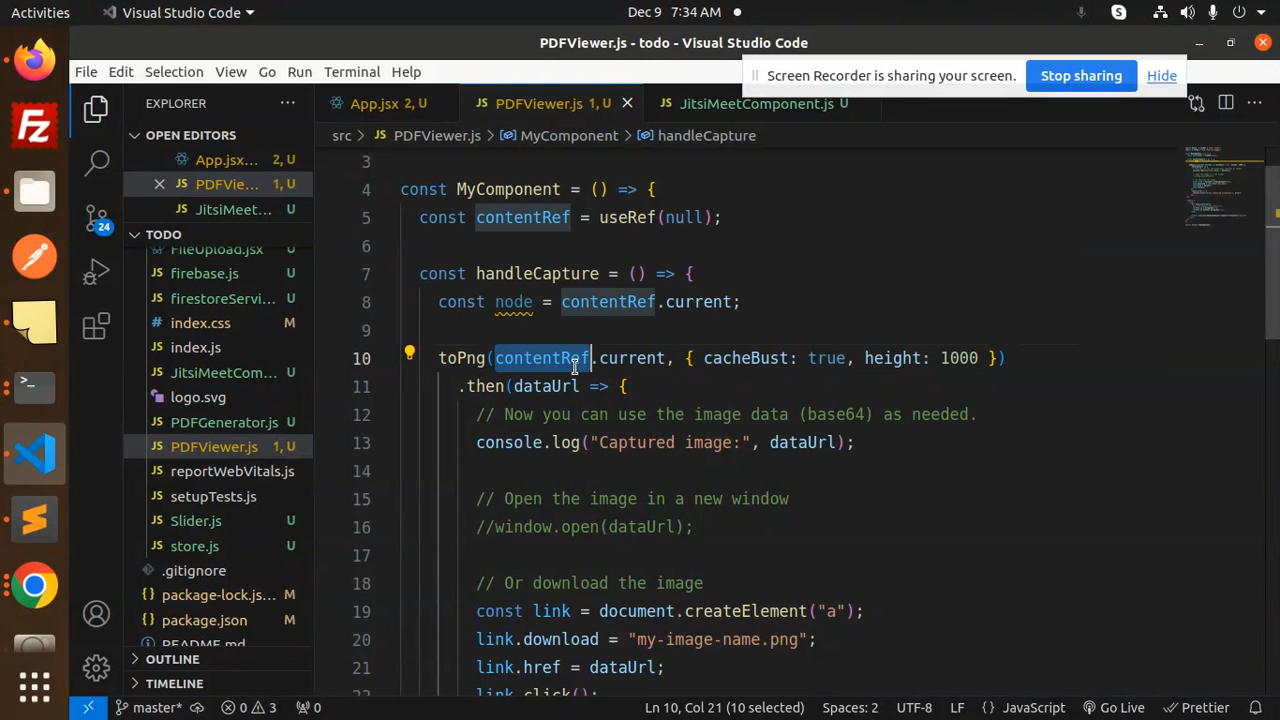 Activities
Visual Studio Code
Dec 9 7:34 AM
PDFViewer.js - todo - Visual Studio Code
File Edit Selection View Go Run Terminal Help
Screen Recorder is sharing your screen.
Stop sharing
Hide
EXPLORER
App.jsx 2, U
PDFViewer.js 1, U
JitsiMeetComponent.js U
OPEN EDITORS
App.jsx... 2, U
PDFVie... 1, U
JitsiMeet... U
TODO
FileUpload.jsx U
firebase.js U
firestoreServi... U
index.css M
index.js U
JitsiMeetCom... U
logo.svg
PDFGenerator.js U
PDFViewer.js 1, U
reportWebVitals.js
setupTests.js U
Slider.js U
store.js U
.gitignore
package-lock.js... M
package.json M
README.md
OUTLINE
TIMELINE
24
src > PDFViewer.js > MyComponent > handleCapture
3
4 const MyComponent = () => {
5 const contentRef = useRef(null);
6
7 const handleCapture = () => {
8 const node = contentRef.current;
9
10 toPng(contentRef.current, { cacheBust: true, height: 1000 })
11 .then(dataUrl => {
12 // Now you can use the image data (base64) as needed.
13 console.log("Captured image:", dataUrl);
14
15 // Open the image in a new window
16 //window.open(dataUrl);
17
18 // Or download the image
19 const link = document.createElement("a");
20 link.download = "my-image-name.png";
21 link.href = dataUrl;
22 link.click();
master* 0 3 0
Ln 10, Col 21 (10 selected) Spaces: 2 UTF-8 LF {} JavaScript Go Live Prettier